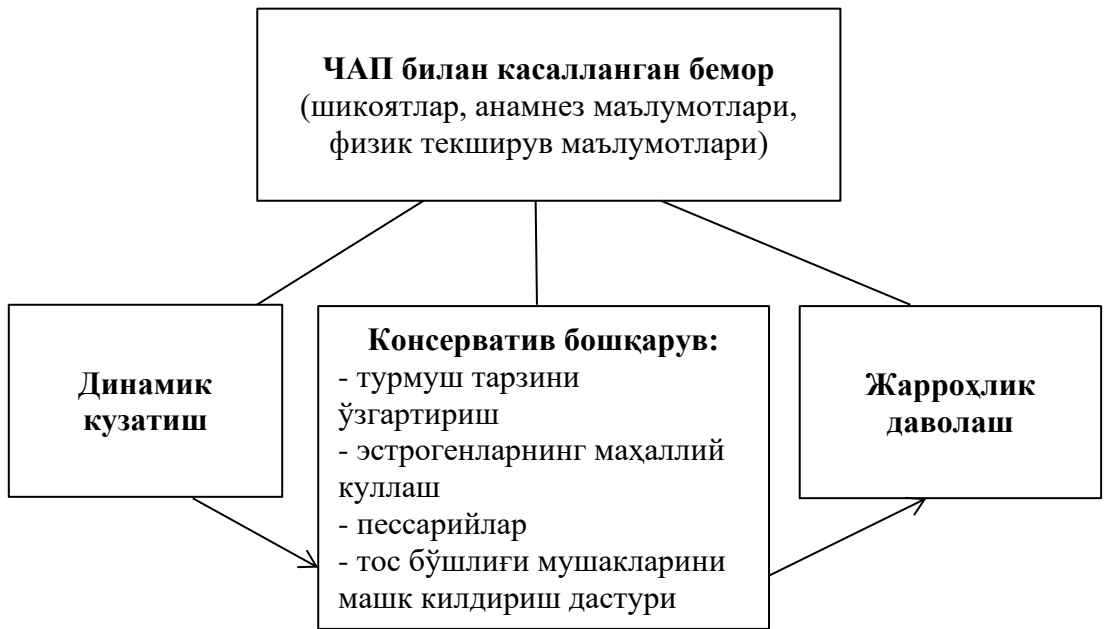 ЧАП билан касалланган бемор
(шикоятлар, анамнез маълумотлари,
физик текширув маълумотлари)
Динамик
кузатиш
Консерватив бошқарув:
- турмуш тарзини
ўзгартириш
- эстрогенларнинг маҳаллий
куллаш
- пессарийлар
- тос бўшлиғи мушакларини
машк килдириш дастури
Жарроҳлик
даволаш